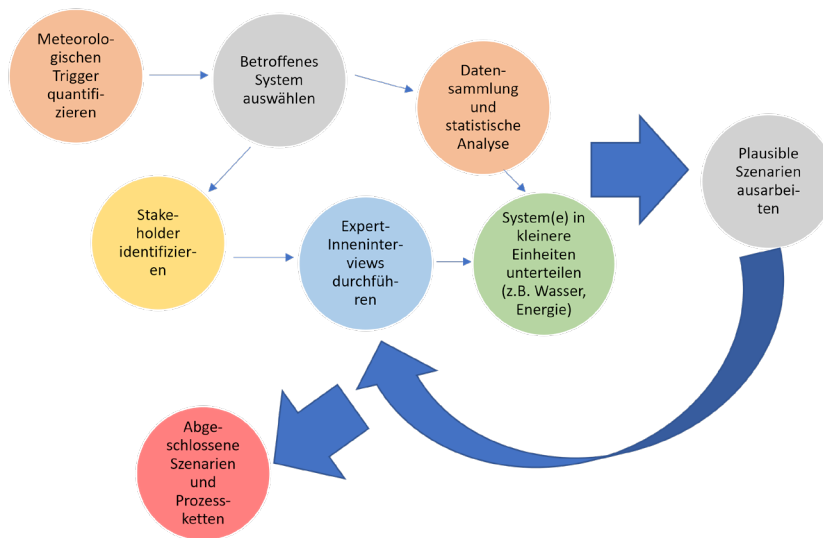 Meteorolo-
gischen
Trigger
quantifi-
zieren
Betroffenes
System
auswählen
Daten-
sammlung
und
statistische
Analyse
Plausible
Szenarien
ausarbei-
ten
Stake-
holder
identifizier-
en
Expert-
Inneninter-
views
durchfüh-
ren
System(e) in
kleinere
Einheiten
unterteilen
(z.B. Wasser,
Energie)
Abge-
schlossene
Szenarien
und
Prozess-
ketten